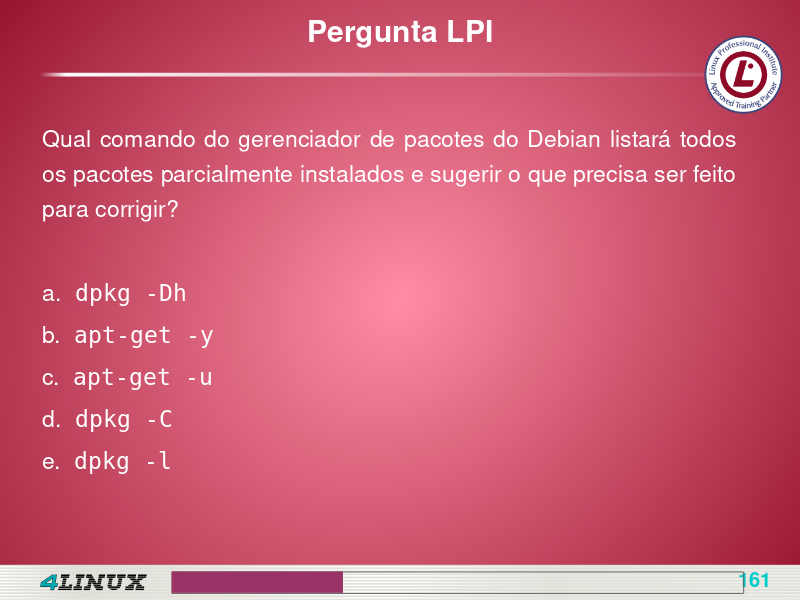 Pergunta LPI
Linux Professional Institute
Approved Training Partner
Qual comando do gerenciador de pacotes do Debian listará todos
os pacotes parcialmente instalados e sugerir o que precisa ser feito
para corrigir?
a. dpkg -Dh
b. apt-get -y
c. apt-get -u
d. dpkg -C
e. dpkg -l
4LINUX
161